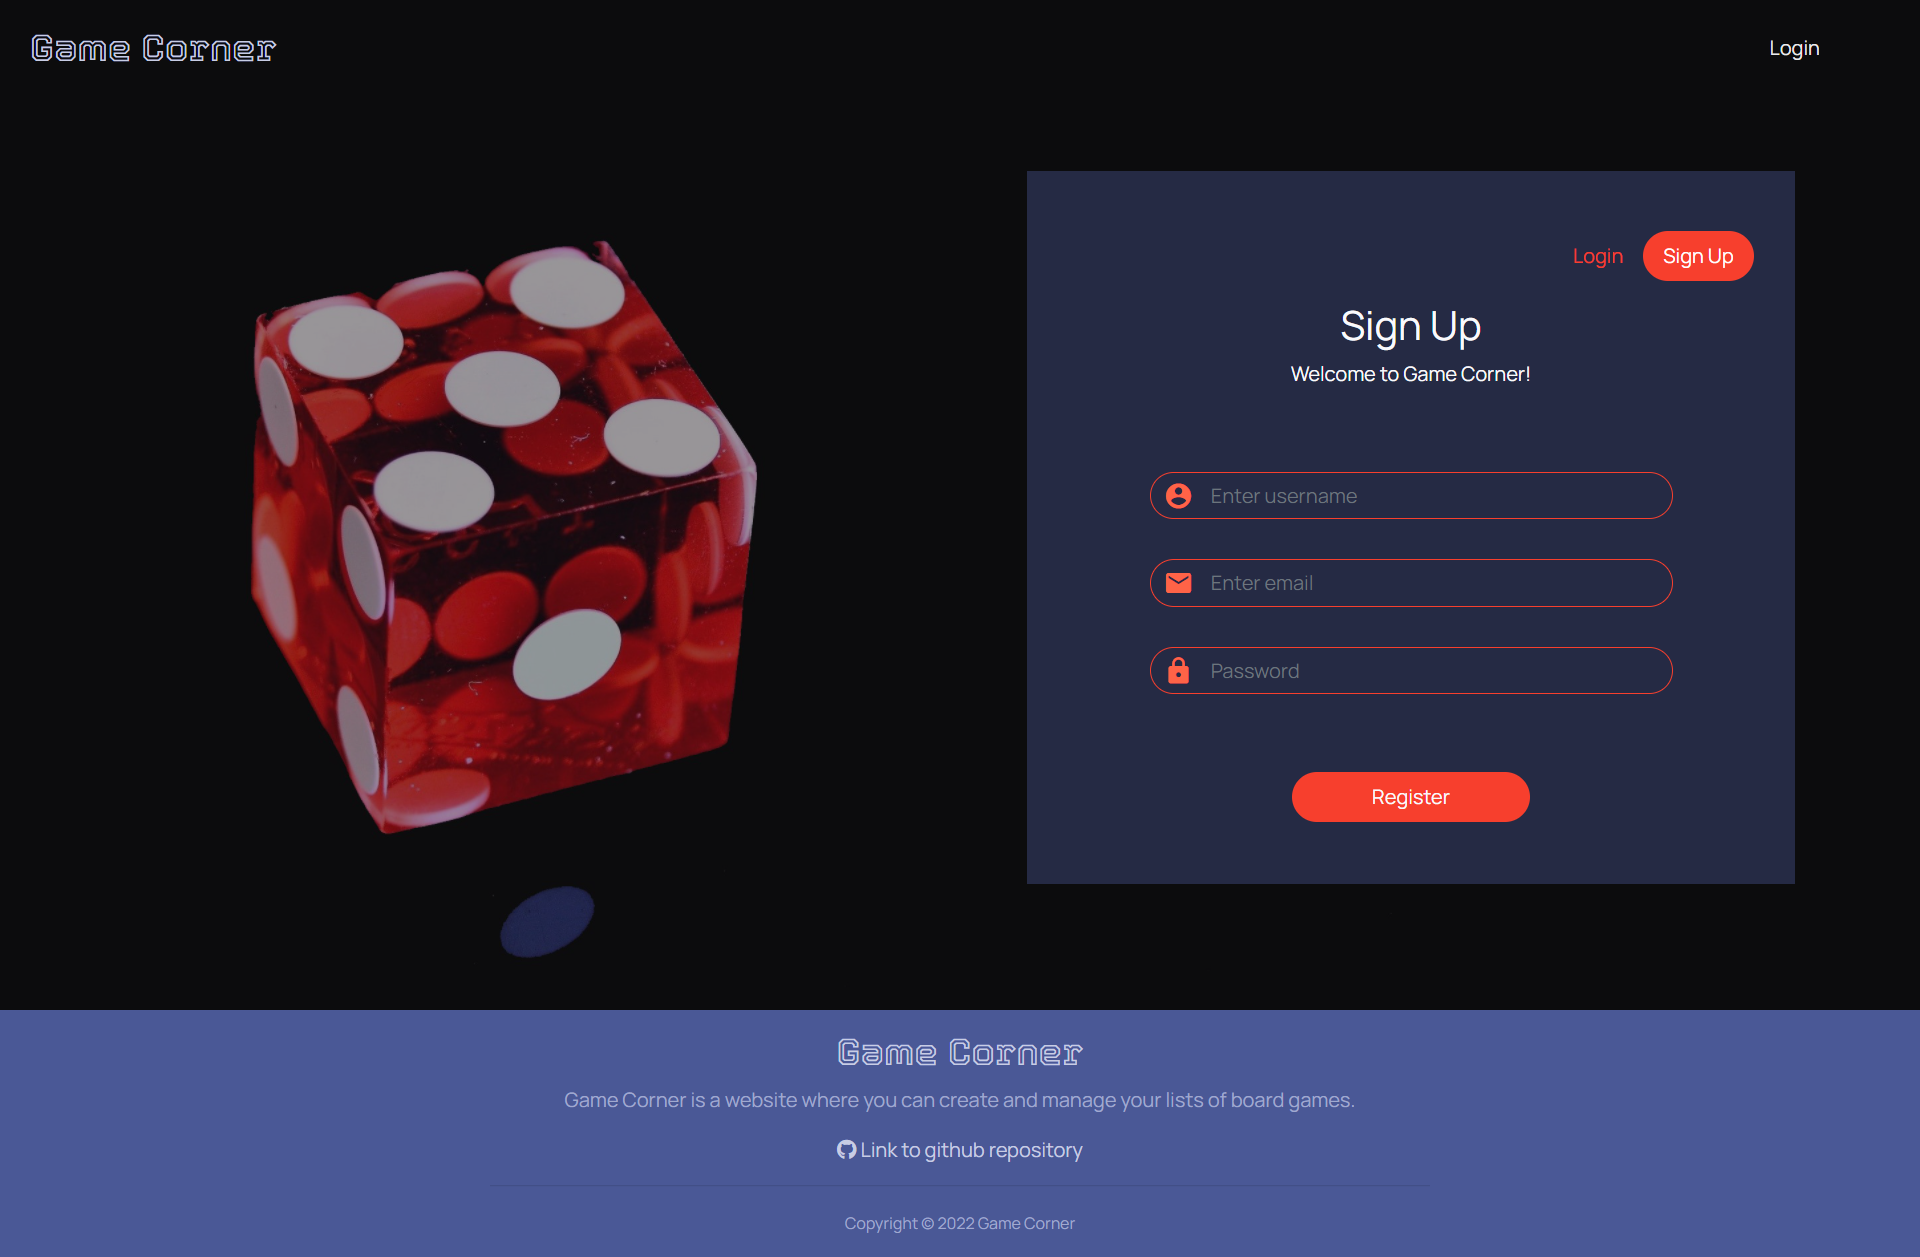 Game Corner
Login
Login
Sign Up
Sign Up
Welcome to Game Corner!
Enter username
Enter email
Password
Register
Game Corner
Game Corner is a website where you can create and manage your lists of board games.
Link to github repository
Copyright © 2022 Game Corner